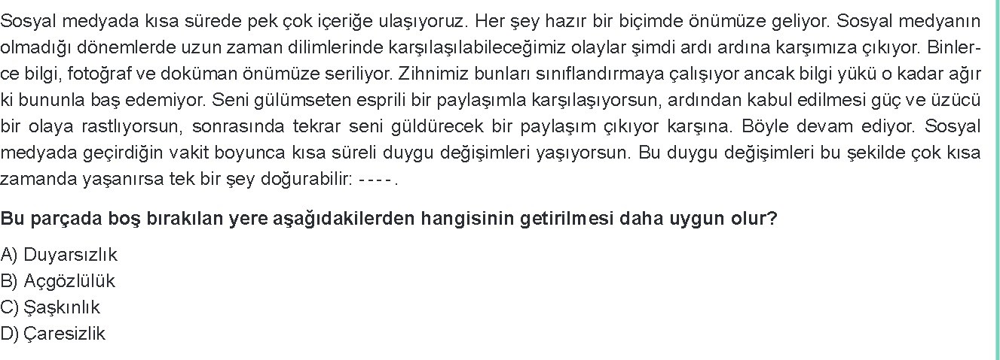 Sosyal medyada kısa sürede pek çok içeriğe ulaşıyoruz. Her şey hazır bir biçimde önümüze geliyor. Sosyal medyanın
olmadığı dönemlerde uzun zaman dilimlerinde karşılaşılabileceğimiz olaylar şimdi ardı ardına karşımıza çıkıyor. Binler-
ce bilgi, fotoğraf ve doküman önümüze seriliyor. Zihnimiz bunları sınıflandırmaya çalışıyor ancak bilgi yükü o kadar ağır
ki bununla baş edemiyor. Seni gülümseten esprili bir paylaşımla karşılaşıyorsun, ardından kabul edilmesi güç ve üzücü
bir olaya rastlıyorsun, sonrasında tekrar seni güldürecek bir paylaşım çıkıyor karşına. Böyle devam ediyor. Sosyal
medyada geçirdiğin vakit boyunca kısa süreli duygu değişimleri yaşıyorsun. Bu duygu değişimleri bu şekilde çok kısa
zamanda yaşanırsa tek bir şey doğurabilir: ----.
Bu parçada boş bırakılan yere aşağıdakilerden hangisinin getirilmesi daha uygun olur?
A) Duyarsızlık
B) Açgözlülük
C) Şaşkınlık
D) Çaresizlik